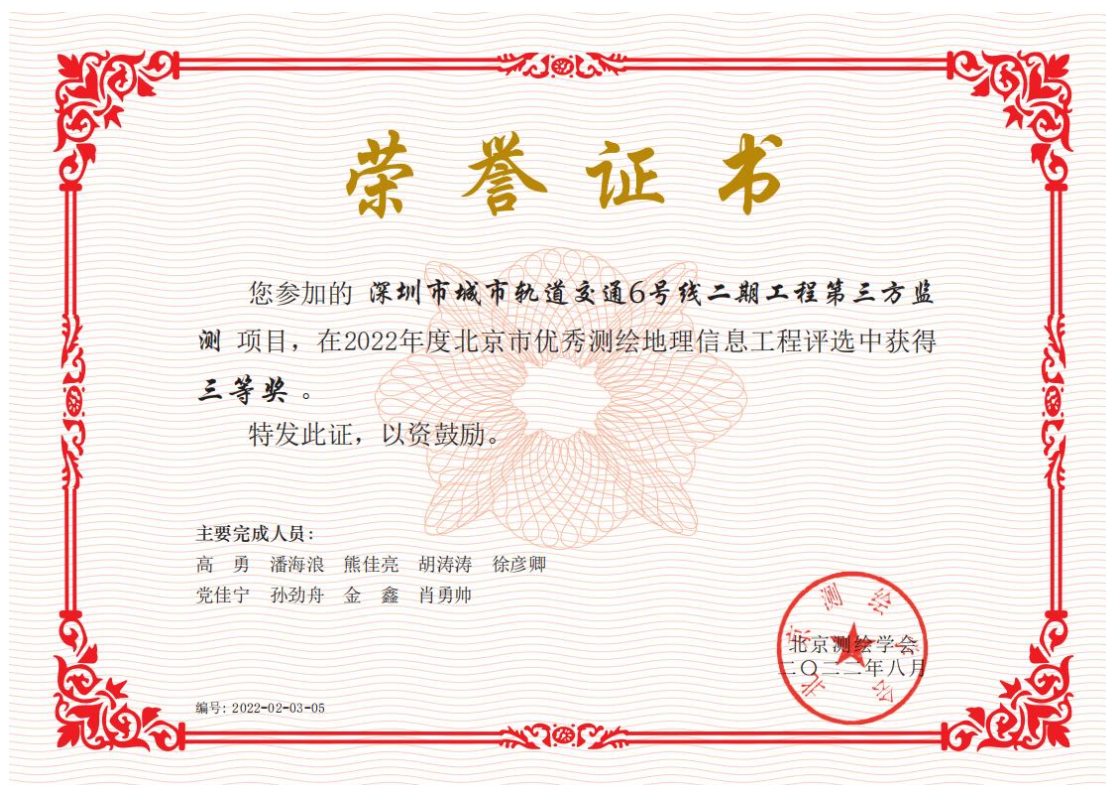 荣誉证书
您参加的 深圳市城市轨道交通6号线二期工程第三方监
测 项目，在2022年度北京市优秀测绘地理信息工程评选中获得
三等奖 。
特发此证，以资鼓励。
主要完成人员：
高 勇 潘海浪 熊佳亮 胡涛涛 徐彦卿
党佳宁 孙劲舟 金 鑫 肖勇帅
北京测绘学会
北京测绘学会
二〇二二年八月
编号: 2022-02-03-05